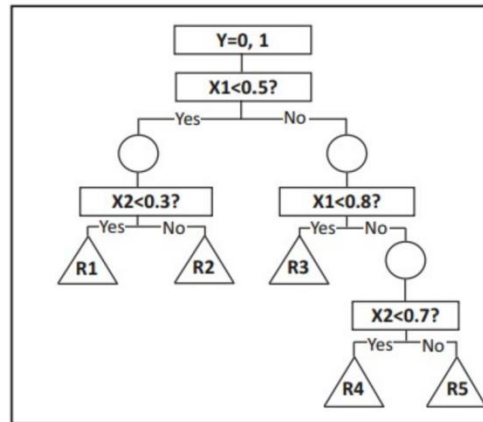 Y=0, 1
X1<0.5?
Yes No
X2<0.3? X1<0.8?
Yes No Yes No
R1 R2 R3
X2<0.7?
Yes No
R4 R5